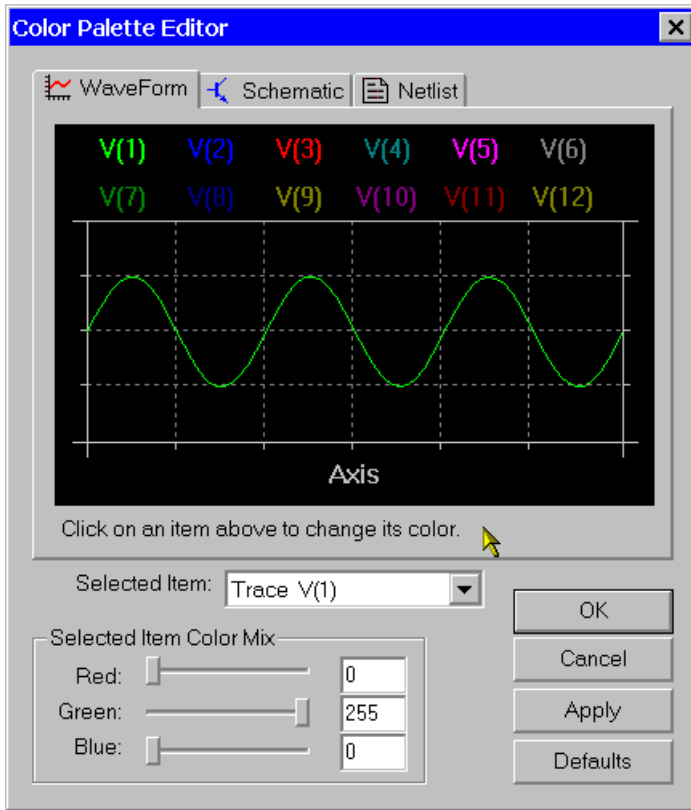 Color Palette Editor
WaveForm Schematic Netlist
V(1) V(2) V(3) V(4) V(5) V(6)
V(7) V(8) V(9) V(10) V(11) V(12)
Axis
Click on an item above to change its color.
Selected Item: Trace V(1)
OK
Selected Item Color Mix
Cancel
Red: 0
Green: 255
Apply
Blue: 0
Defaults